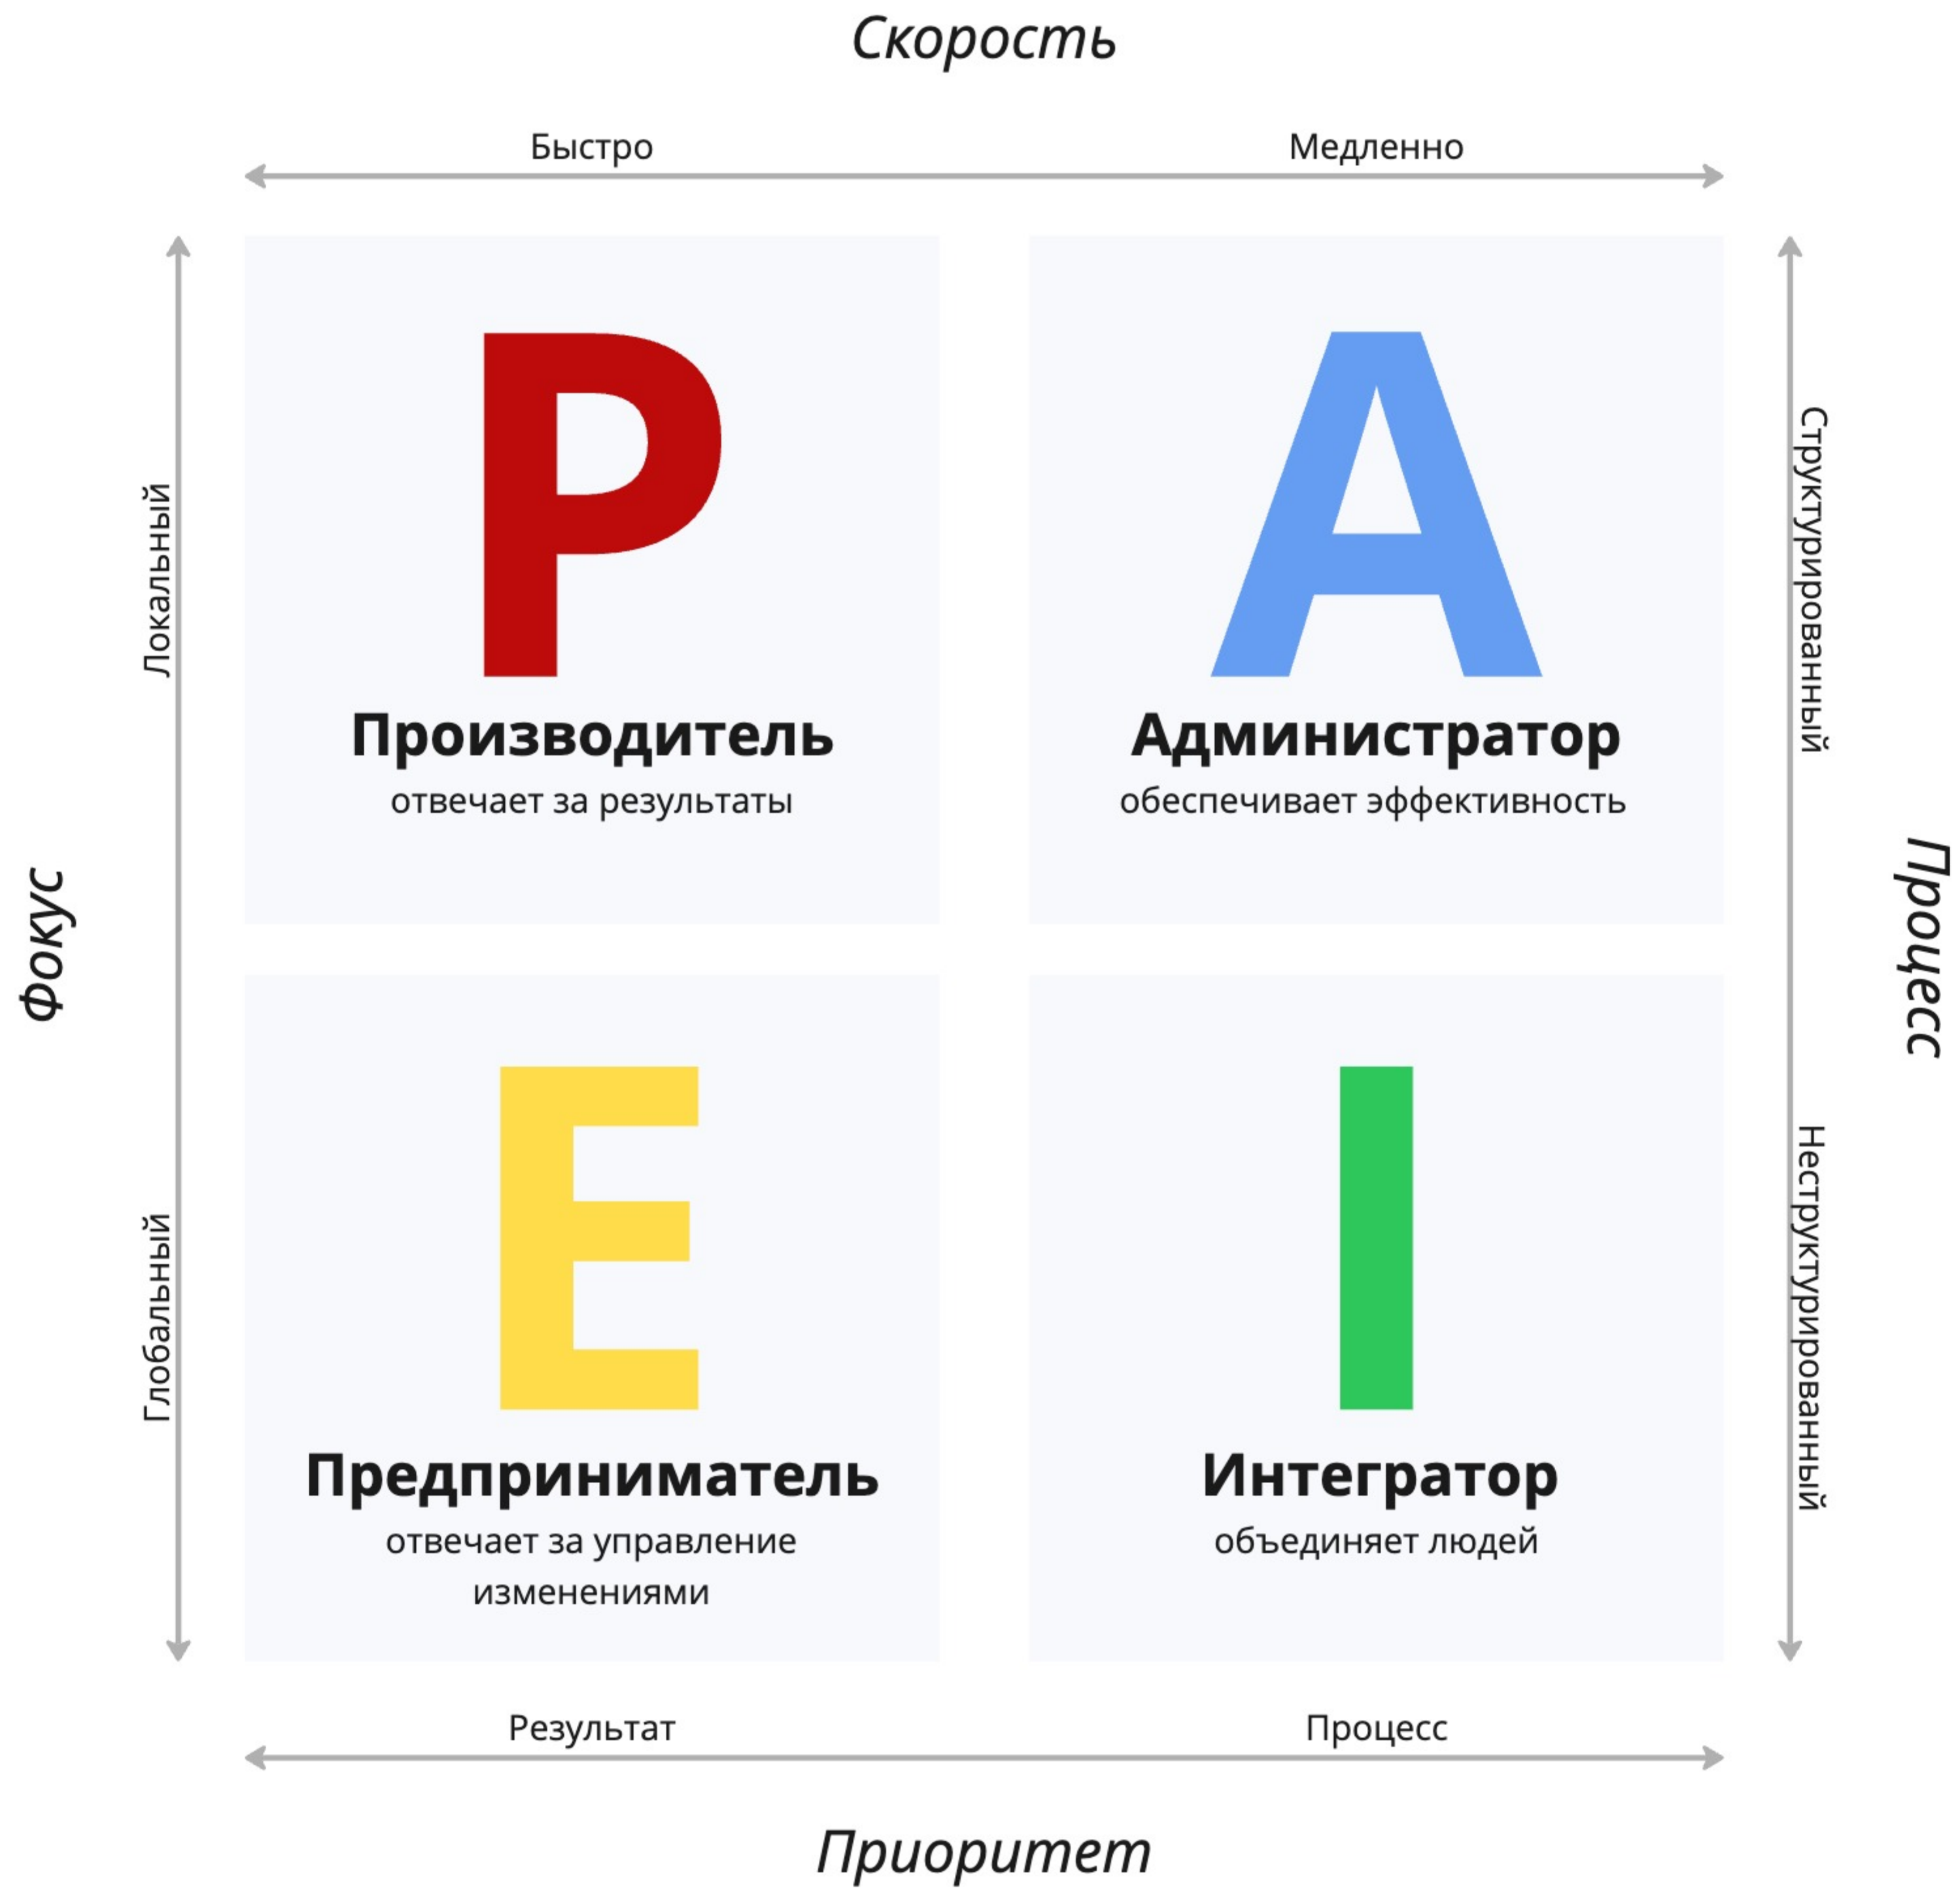 Скорость
Быстро
Медленно
Локальный
Структурированный
P
A
Производитель
отвечает за результаты
Администратор
обеспечивает эффективность
Фокус
Процесс
Глобальный
Неструктурированный
E
I
Предприниматель
отвечает за управление
изменениями
Интегратор
объединяет людей
Результат
Процесс
Приоритет